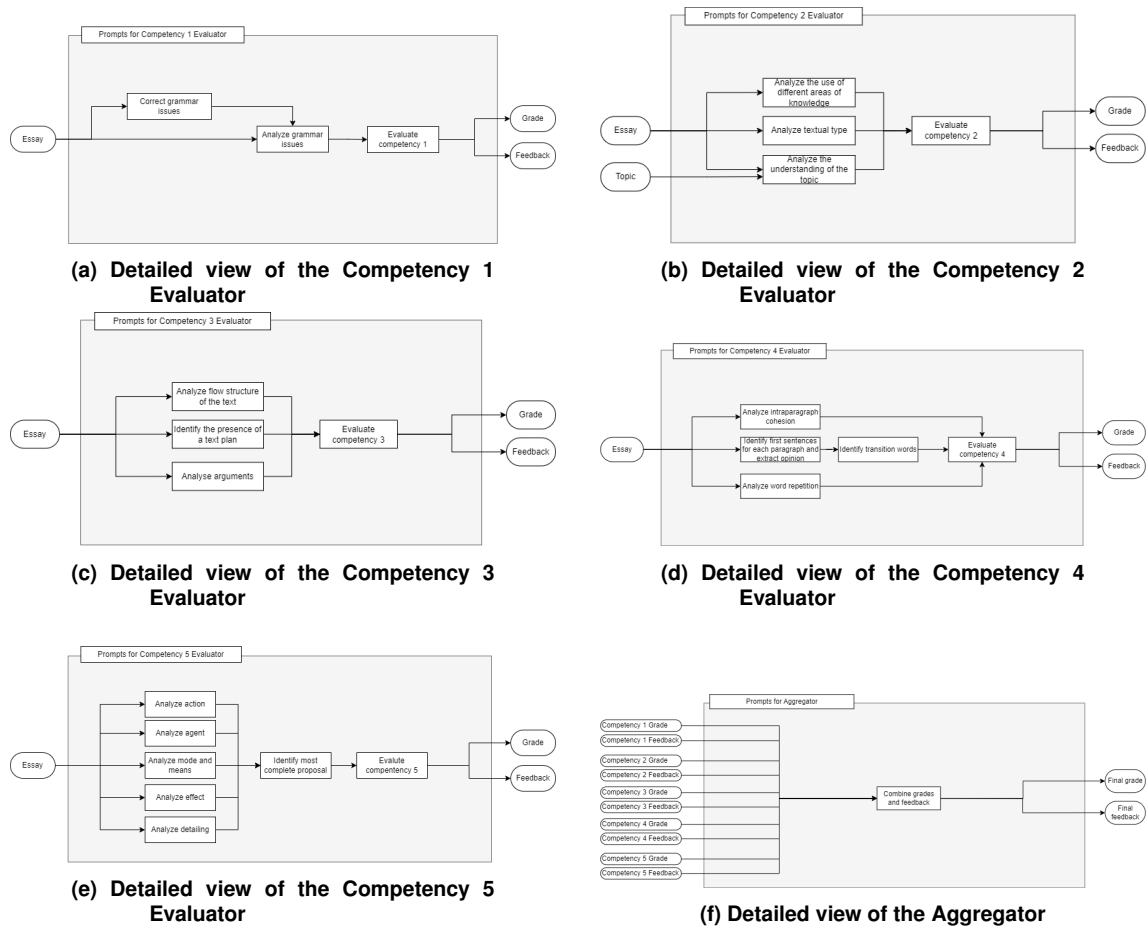 Prompts for Competency 1 Evaluator
Correct grammar
issues
Essay
Analyze grammar
issues
Evaluate
competency 1
Grade
Feedback
(a) Detailed view of the Competency 1
Evaluator
Prompts for Competency 2 Evaluator
Analyze the use of
different areas of
knowledge
Essay
Analyze textual type
Evaluate
competency 2
Analyze the
understanding of the
topic
Topic
Grade
Feedback
(b) Detailed view of the Competency 2
Evaluator
Prompts for Competency 3 Evaluator
Analyze flow structure
of the text
Essay
Identify the presence of
a text plan
Evaluate
competency 3
Analyse arguments
Grade
Feedback
(c) Detailed view of the Competency 3
Evaluator
Prompts for Competency 4 Evaluator
Analyze intraparagraph
cohesion
Essay
Identify first sentences
for each paragraph and
extract opinion
Identify transition words
Evaluate
competency 4
Analyze word repetition
Grade
Feedback
(d) Detailed view of the Competency 4
Evaluator
Prompts for Competency 5 Evaluator
Analyze action
Analyze agent
Essay
Analyze mode and
means
Identify most
complete proposal
Evalute
compentency 5
Analyze effect
Analyze detailing
Grade
Feedback
(e) Detailed view of the Competency 5
Evaluator
Prompts for Aggregator
Competency 1 Grade
Competency 1 Feedback
Competency 2 Grade
Competency 2 Feedback
Competency 3 Grade
Competency 3 Feedback
Competency 4 Grade
Competency 4 Feedback
Competency 5 Grade
Competency 5 Feedback
Combine grades
and feedback
Final grade
Final
feedback
(f) Detailed view of the Aggregator